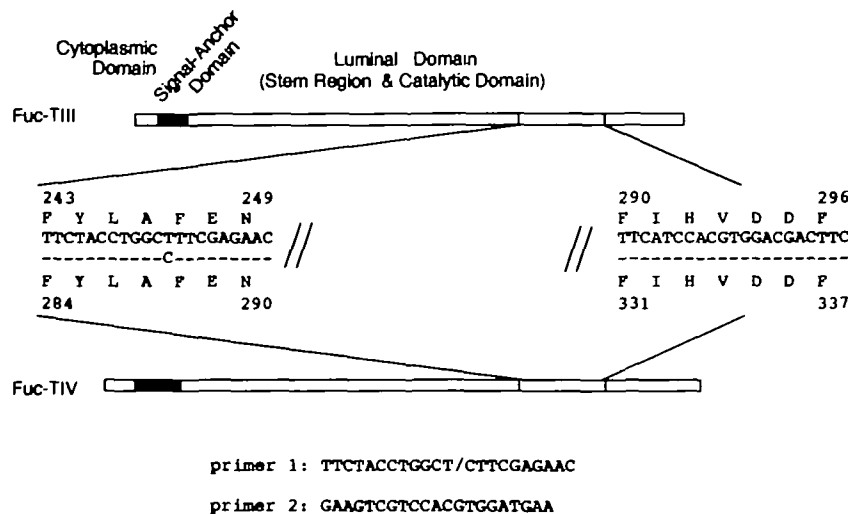 Cytoplasmic Domain
Signal-Anchor Domain
Luminal Domain
(Stem Region & Catalytic Domain)
Fuc-TIII
243 249
F Y L A F E N
TTCTACCTGGCTTTCGAGAAC
-----------C---------
F Y L A F E N
284 290
//
//
290 296
F I H V D D F
TTCATCCACGTGGACGACTTC
---------------------
F I H V D D F
331 337
Fuc-TIV
primer 1: TTCTACCTGGCT/CTTCGAGAAC
primer 2: GAAGTCGTCCACGTGGATGAA